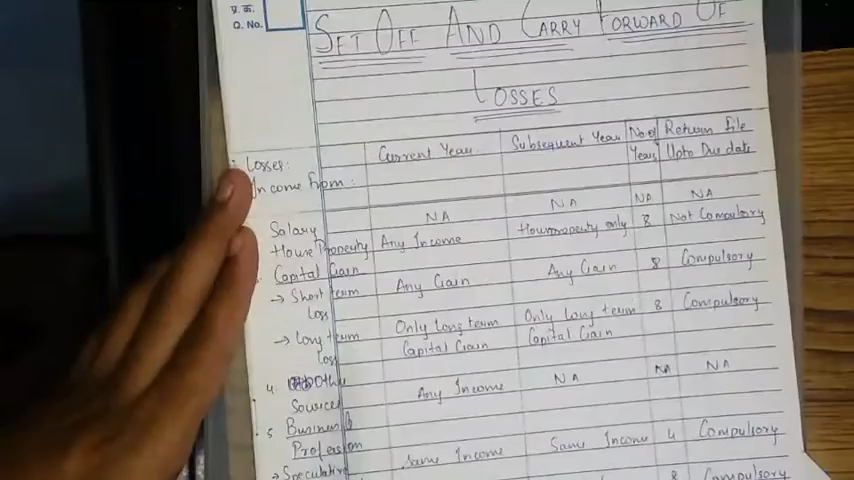 प्र. क्र.
Q. No.
SET OFF AND CARRY FORWARD OF
LOSSES
Losses: Current Year Subsequent Year No of Return File
Income From: Years Upto Due date
Salary NA NA NA NA
House Property Any Income House property only 8 Not Compulsory
Capital Gain
→ Short term Any Gain Any Gain 8 Compulsory
Loss
→ Long term Only long term Only long term 8 Compulsory
Loss Capital Gain Capital Gain
4 Other Any Income NA NA NA
Sources
5 Business &
Profession
→ Speculative Same Income Same Income 4 Compulsory
8 Compulsory